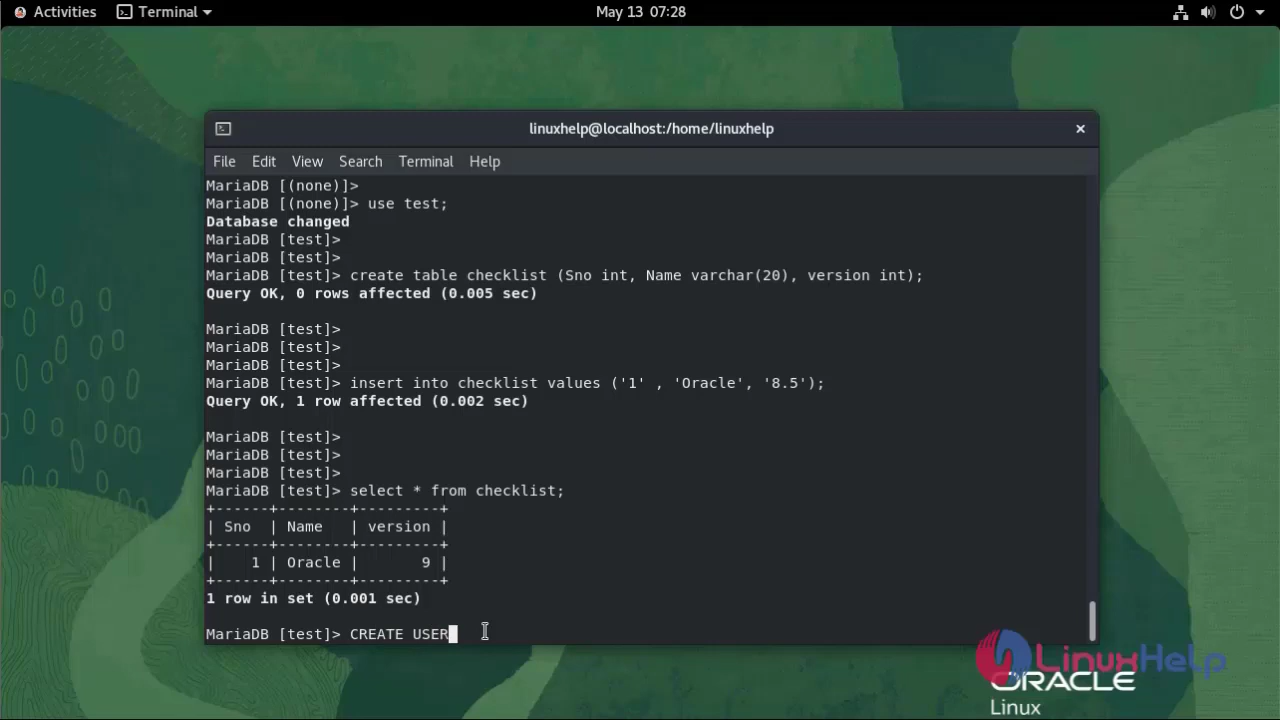 Activities Terminal May 13 07:28
linuxhelp@localhost:/home/linuxhelp ×
File Edit View Search Terminal Help
MariaDB [(none)]>
MariaDB [(none)]> use test;
Database changed
MariaDB [test]>
MariaDB [test]>
MariaDB [test]> create table checklist (Sno int, Name varchar(20), version int);
Query OK, 0 rows affected (0.005 sec)
MariaDB [test]>
MariaDB [test]>
MariaDB [test]>
MariaDB [test]> insert into checklist values ('1' , 'Oracle', '8.5');
Query OK, 1 row affected (0.002 sec)
MariaDB [test]>
MariaDB [test]>
MariaDB [test]>
MariaDB [test]> select * from checklist;
+------+--------+---------+
| Sno  | Name   | version |
+------+--------+---------+
|    1 | Oracle |       9 |
+------+--------+---------+
1 row in set (0.001 sec)
MariaDB [test]> CREATE USER
LinuxHelp
ORACLE
Linux